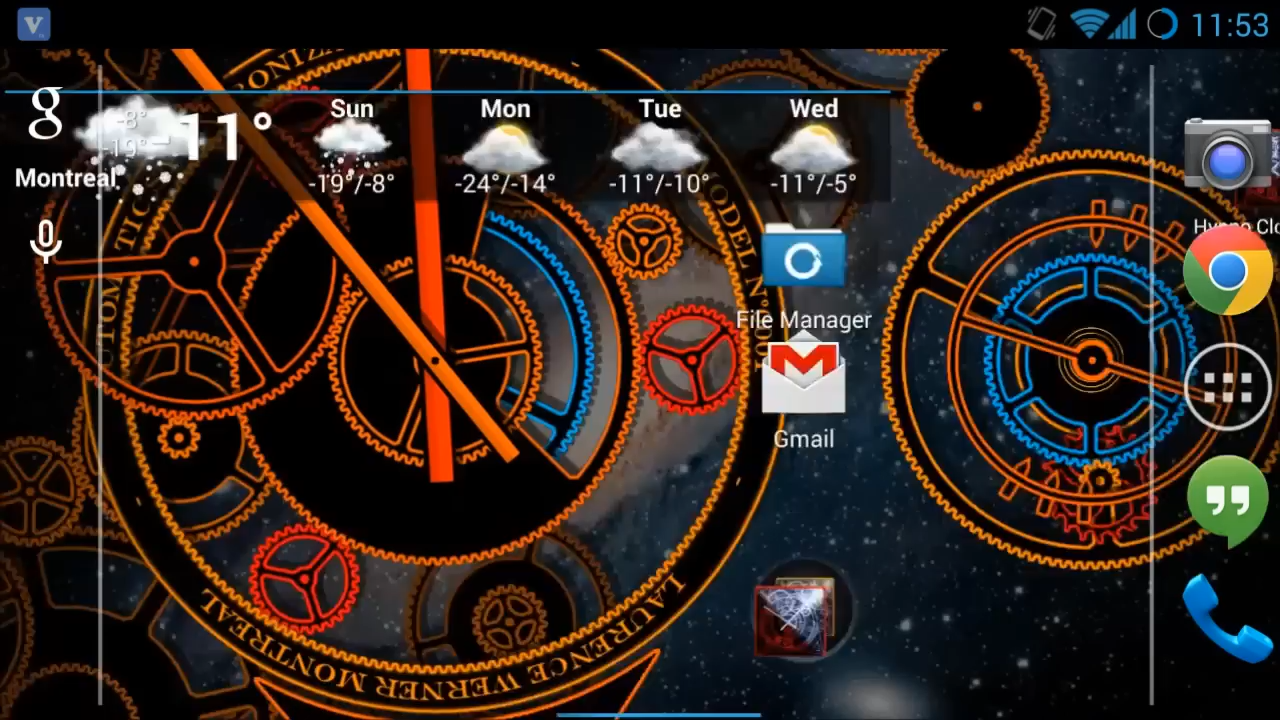 V
11:53
g
-8°
-19°
-11°
Montreal
Sun
-19°/-8°
Mon
-24°/-14°
Tue
-11°/-10°
Wed
-11°/-5°
File Manager
Gmail
LAURENCE WERNER MONTREAL